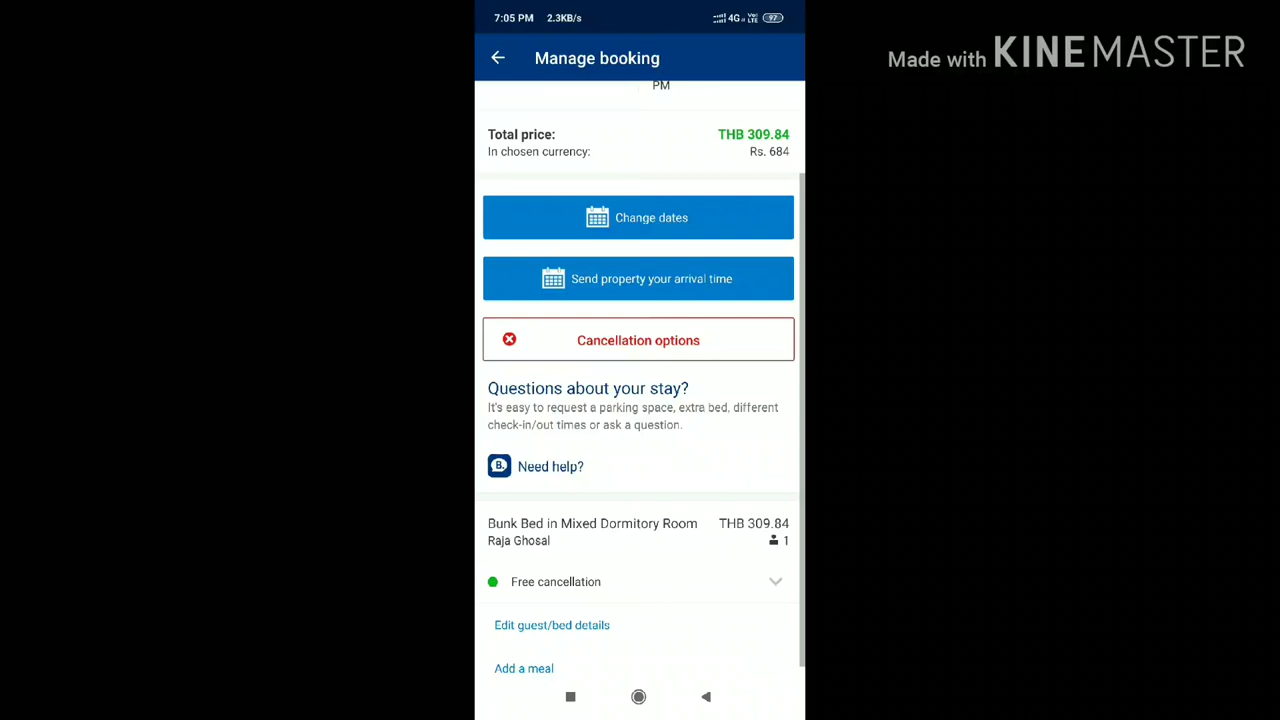 7:05 PM 2.3KB/s 4G VoLTE 97
Made with KINEMASTER
Manage booking
PM
Total price: THB 309.84
In chosen currency: Rs. 684
Change dates
Send property your arrival time
Cancellation options
Questions about your stay?
It's easy to request a parking space, extra bed, different
check-in/out times or ask a question.
B. Need help?
Bunk Bed in Mixed Dormitory Room THB 309.84
Raja Ghosal 1
Free cancellation
Edit guest/bed details
Add a meal